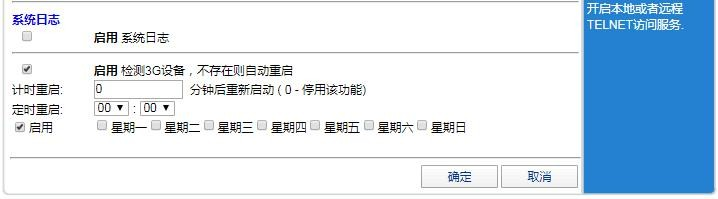 系统日志
启用 系统日志
启用 检测3G设备，不存在则自动重启
计时重启: 0 分钟后重新启动 ( 0 - 停用该功能)
定时重启: 00 : 00
启用 星期一 星期二 星期三 星期四 星期五 星期六 星期日
确定 取消
开启本地或者远程
TELNET访问服务.